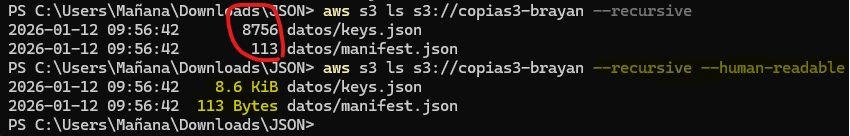 PS C:\Users\Mañana\Downloads\JSON> aws s3 ls s3://copias3-brayan --recursive
2026-01-12 09:56:42       8756 datos/keys.json
2026-01-12 09:56:42        113 datos/manifest.json
PS C:\Users\Mañana\Downloads\JSON> aws s3 ls s3://copias3-brayan --recursive --human-readable
2026-01-12 09:56:42    8.6 KiB datos/keys.json
2026-01-12 09:56:42  113 Bytes datos/manifest.json
PS C:\Users\Mañana\Downloads\JSON>